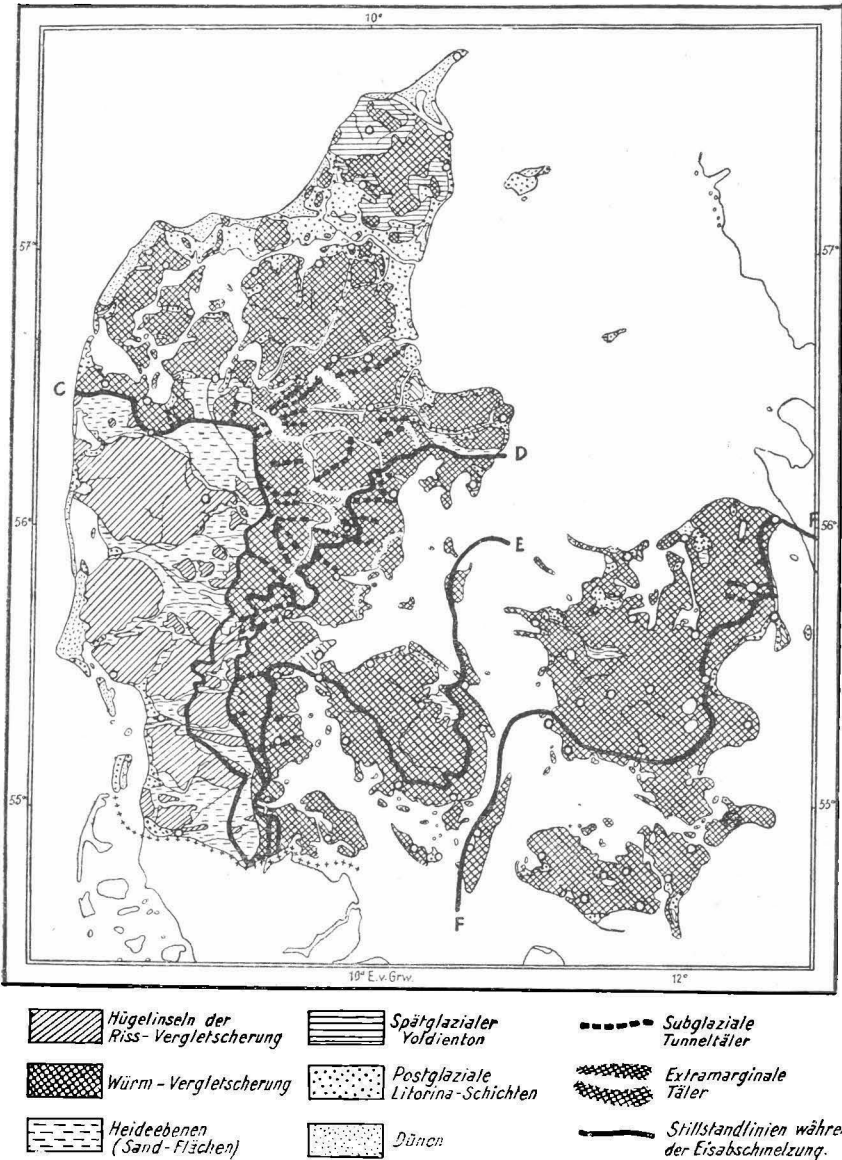 10°
57°
57°
C
D
56°
E
56°
F
55°
55°
F
10° E.v.Grw.
12°
Hügelinseln der
Riss-Vergletscherung
Würm-Vergletscherung
Heideebenen
(Sand-Flächen)
Spätglazialer
Yoldienton
Postglaziale
Litorina-Schichten
Dünen
Subglaziale
Tunneltäler
Extramarginale
Täler
Stillstandlinien währe
der Eisabschmelzung.